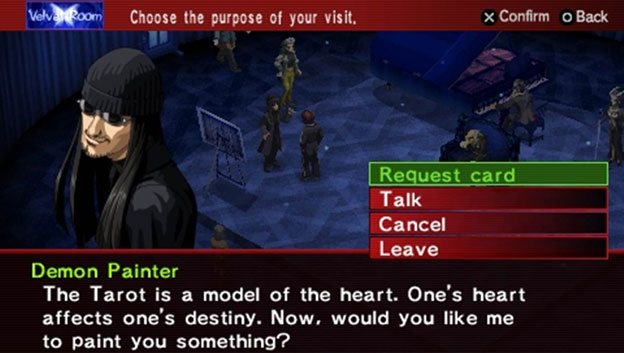 Velvet Room
Choose the purpose of your visit.
✕ Confirm ○ Back
Request card
Talk
Cancel
Leave
Demon Painter
The Tarot is a model of the heart. One's heart
affects one's destiny. Now, would you like me
to paint you something?